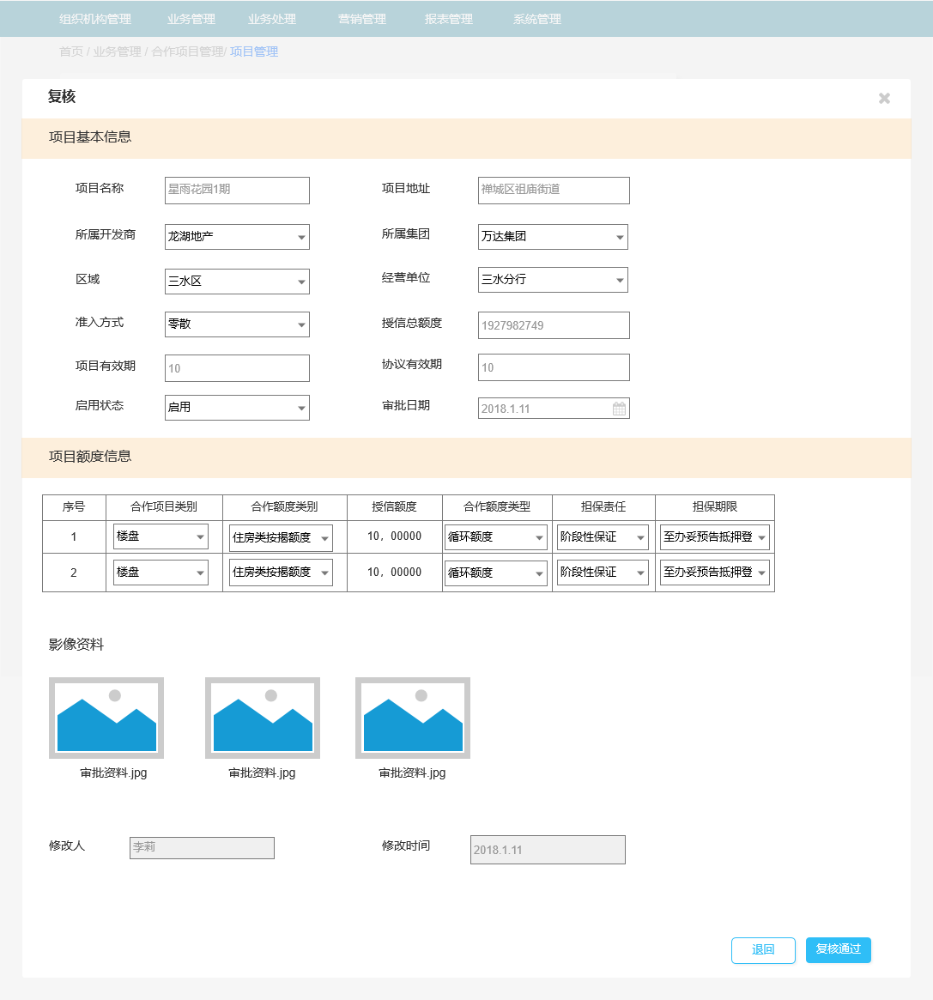 组织机构管理 业务管理 业务处理 营销管理 报表管理 系统管理
首页 / 业务管理 / 合作项目管理/ 项目管理
复核
项目基本信息
项目名称 星雨花园1期 项目地址 禅城区祖庙街道
所属开发商 龙湖地产 所属集团 万达集团
区域 三水区 经营单位 三水分行
准入方式 零散 授信总额度 1927982749
项目有效期 10 协议有效期 10
启用状态 启用 审批日期 2018.1.11
项目额度信息
序号 合作项目类别 合作额度类别 授信额度 合作额度类型 担保责任 担保期限
1 楼盘 住房类按揭额度 10，00000 循环额度 阶段性保证 至办妥预告抵押登
2 楼盘 住房类按揭额度 10，00000 循环额度 阶段性保证 至办妥预告抵押登
影像资料
审批资料.jpg 审批资料.jpg 审批资料.jpg
修改人 李莉 修改时间 2018.1.11
退回 复核通过